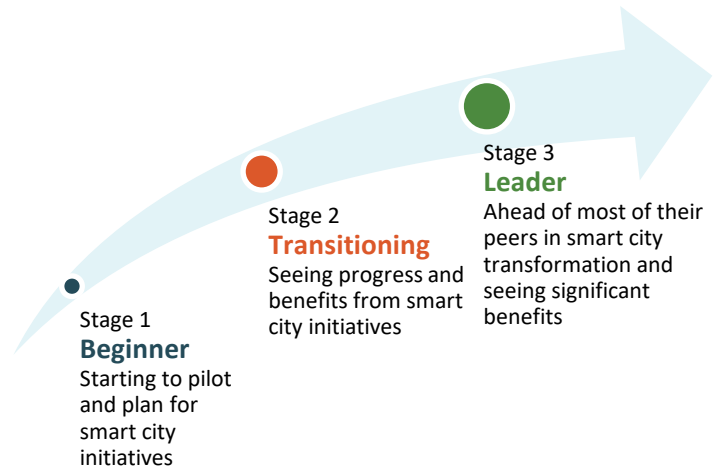 Stage 1
Beginner
Starting to pilot
and plan for
smart city
initiatives
Stage 2
Transitioning
Seeing progress and
benefits from smart
city initiatives
Stage 3
Leader
Ahead of most of their
peers in smart city
transformation and
seeing significant
benefits